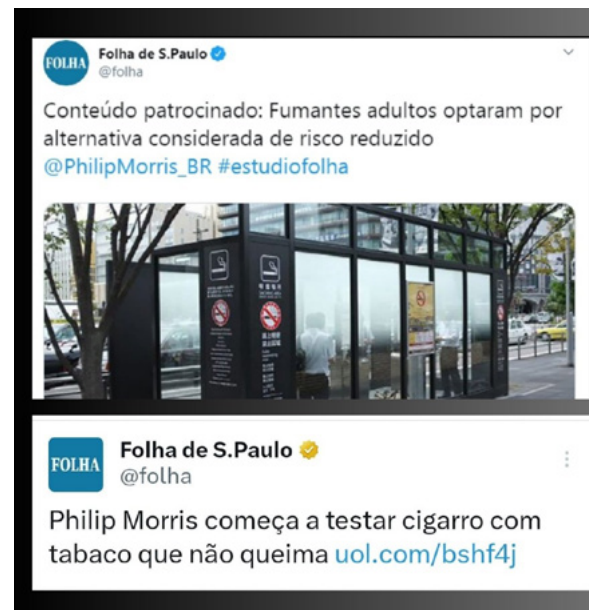 FOLHA
Folha de S.Paulo
@folha
Conteúdo patrocinado: Fumantes adultos optaram por
alternativa considerada de risco reduzido
@PhilipMorris_BR #estudiofolha
FOLHA
Folha de S.Paulo
@folha
Philip Morris começa a testar cigarro com
tabaco que não queima uol.com/bshf4j